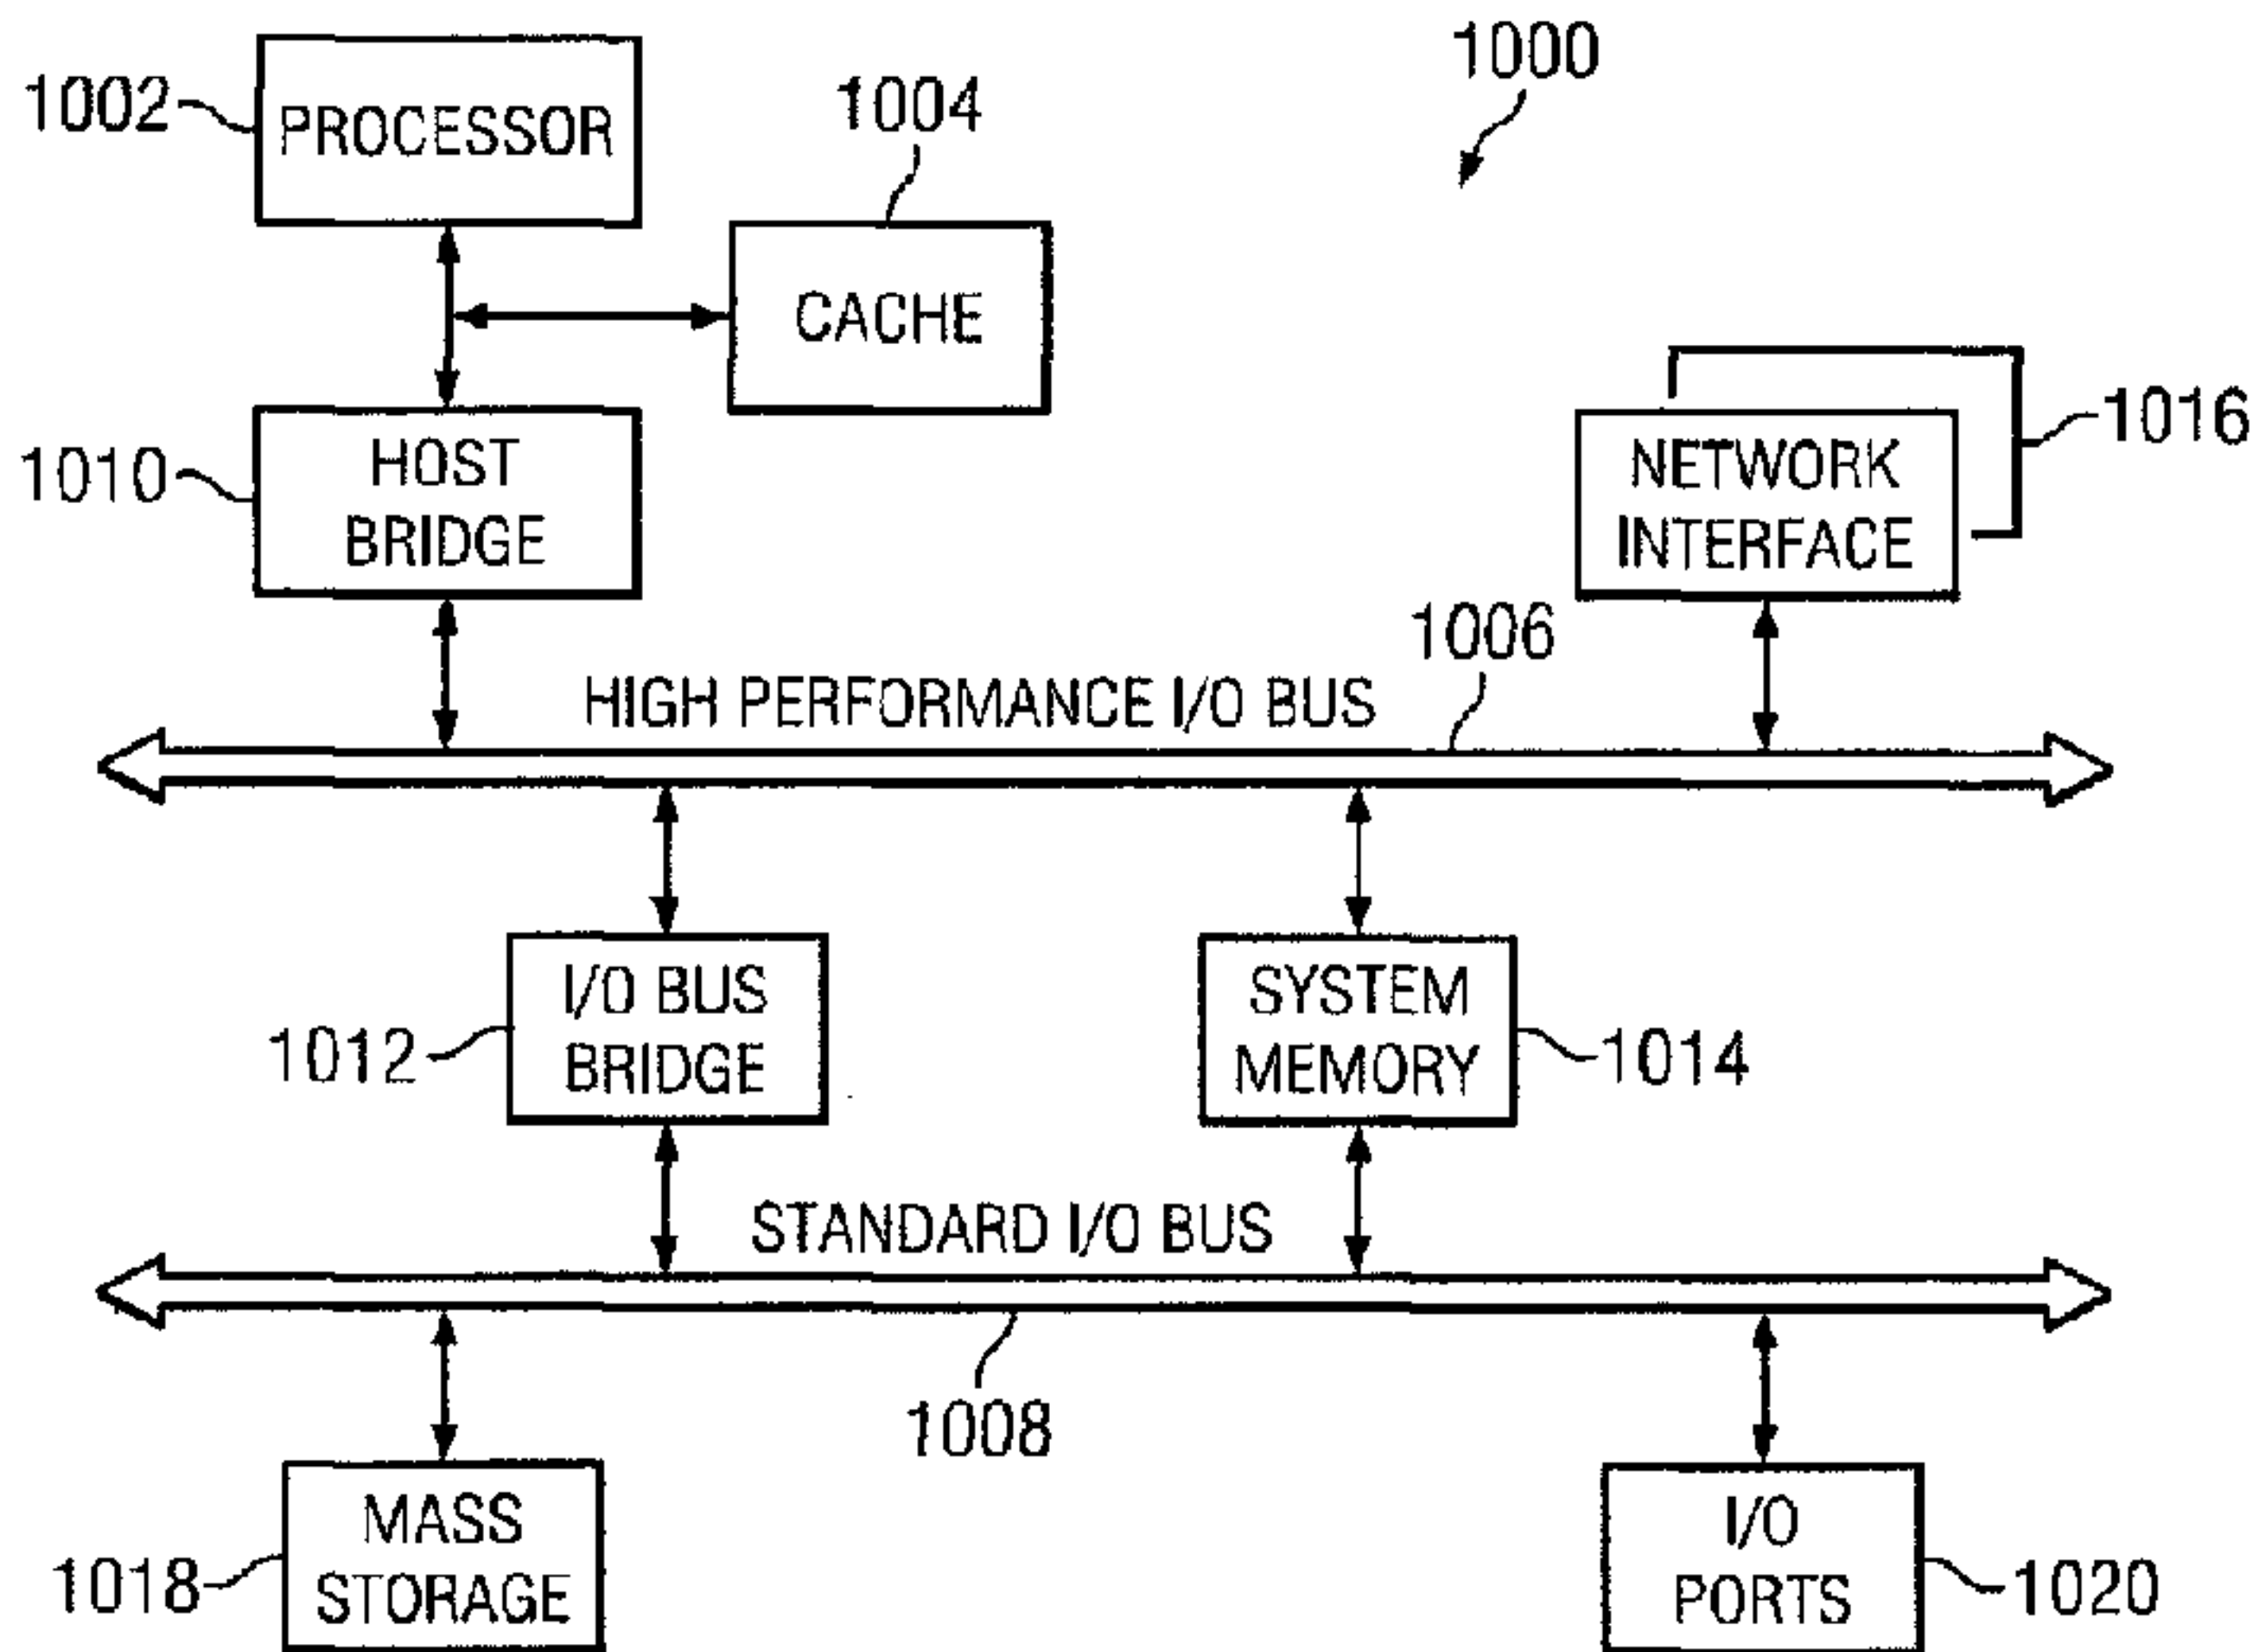 1000
1002
PROCESSOR
1004
CACHE
1010
HOST
BRIDGE
NETWORK
INTERFACE
1016
1006
HIGH PERFORMANCE I/O BUS
I/O BUS
BRIDGE
1012
SYSTEM
MEMORY
1014
STANDARD I/O BUS
1008
MASS
STORAGE
1018
I/O
PORTS
1020